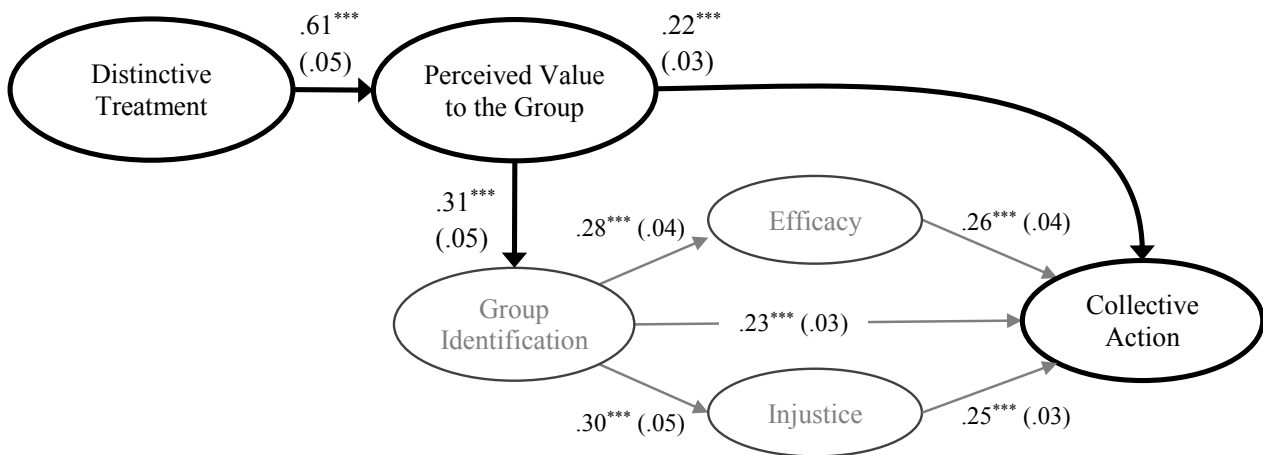 .61***
(.05)
.22***
(.03)
Distinctive
Treatment
Perceived Value
to the Group
.31***
(.05)
.28*** (.04)
Efficacy
.26*** (.04)
Group
Identification
.23*** (.03)
Collective
Action
.30*** (.05)
Injustice
.25*** (.03)